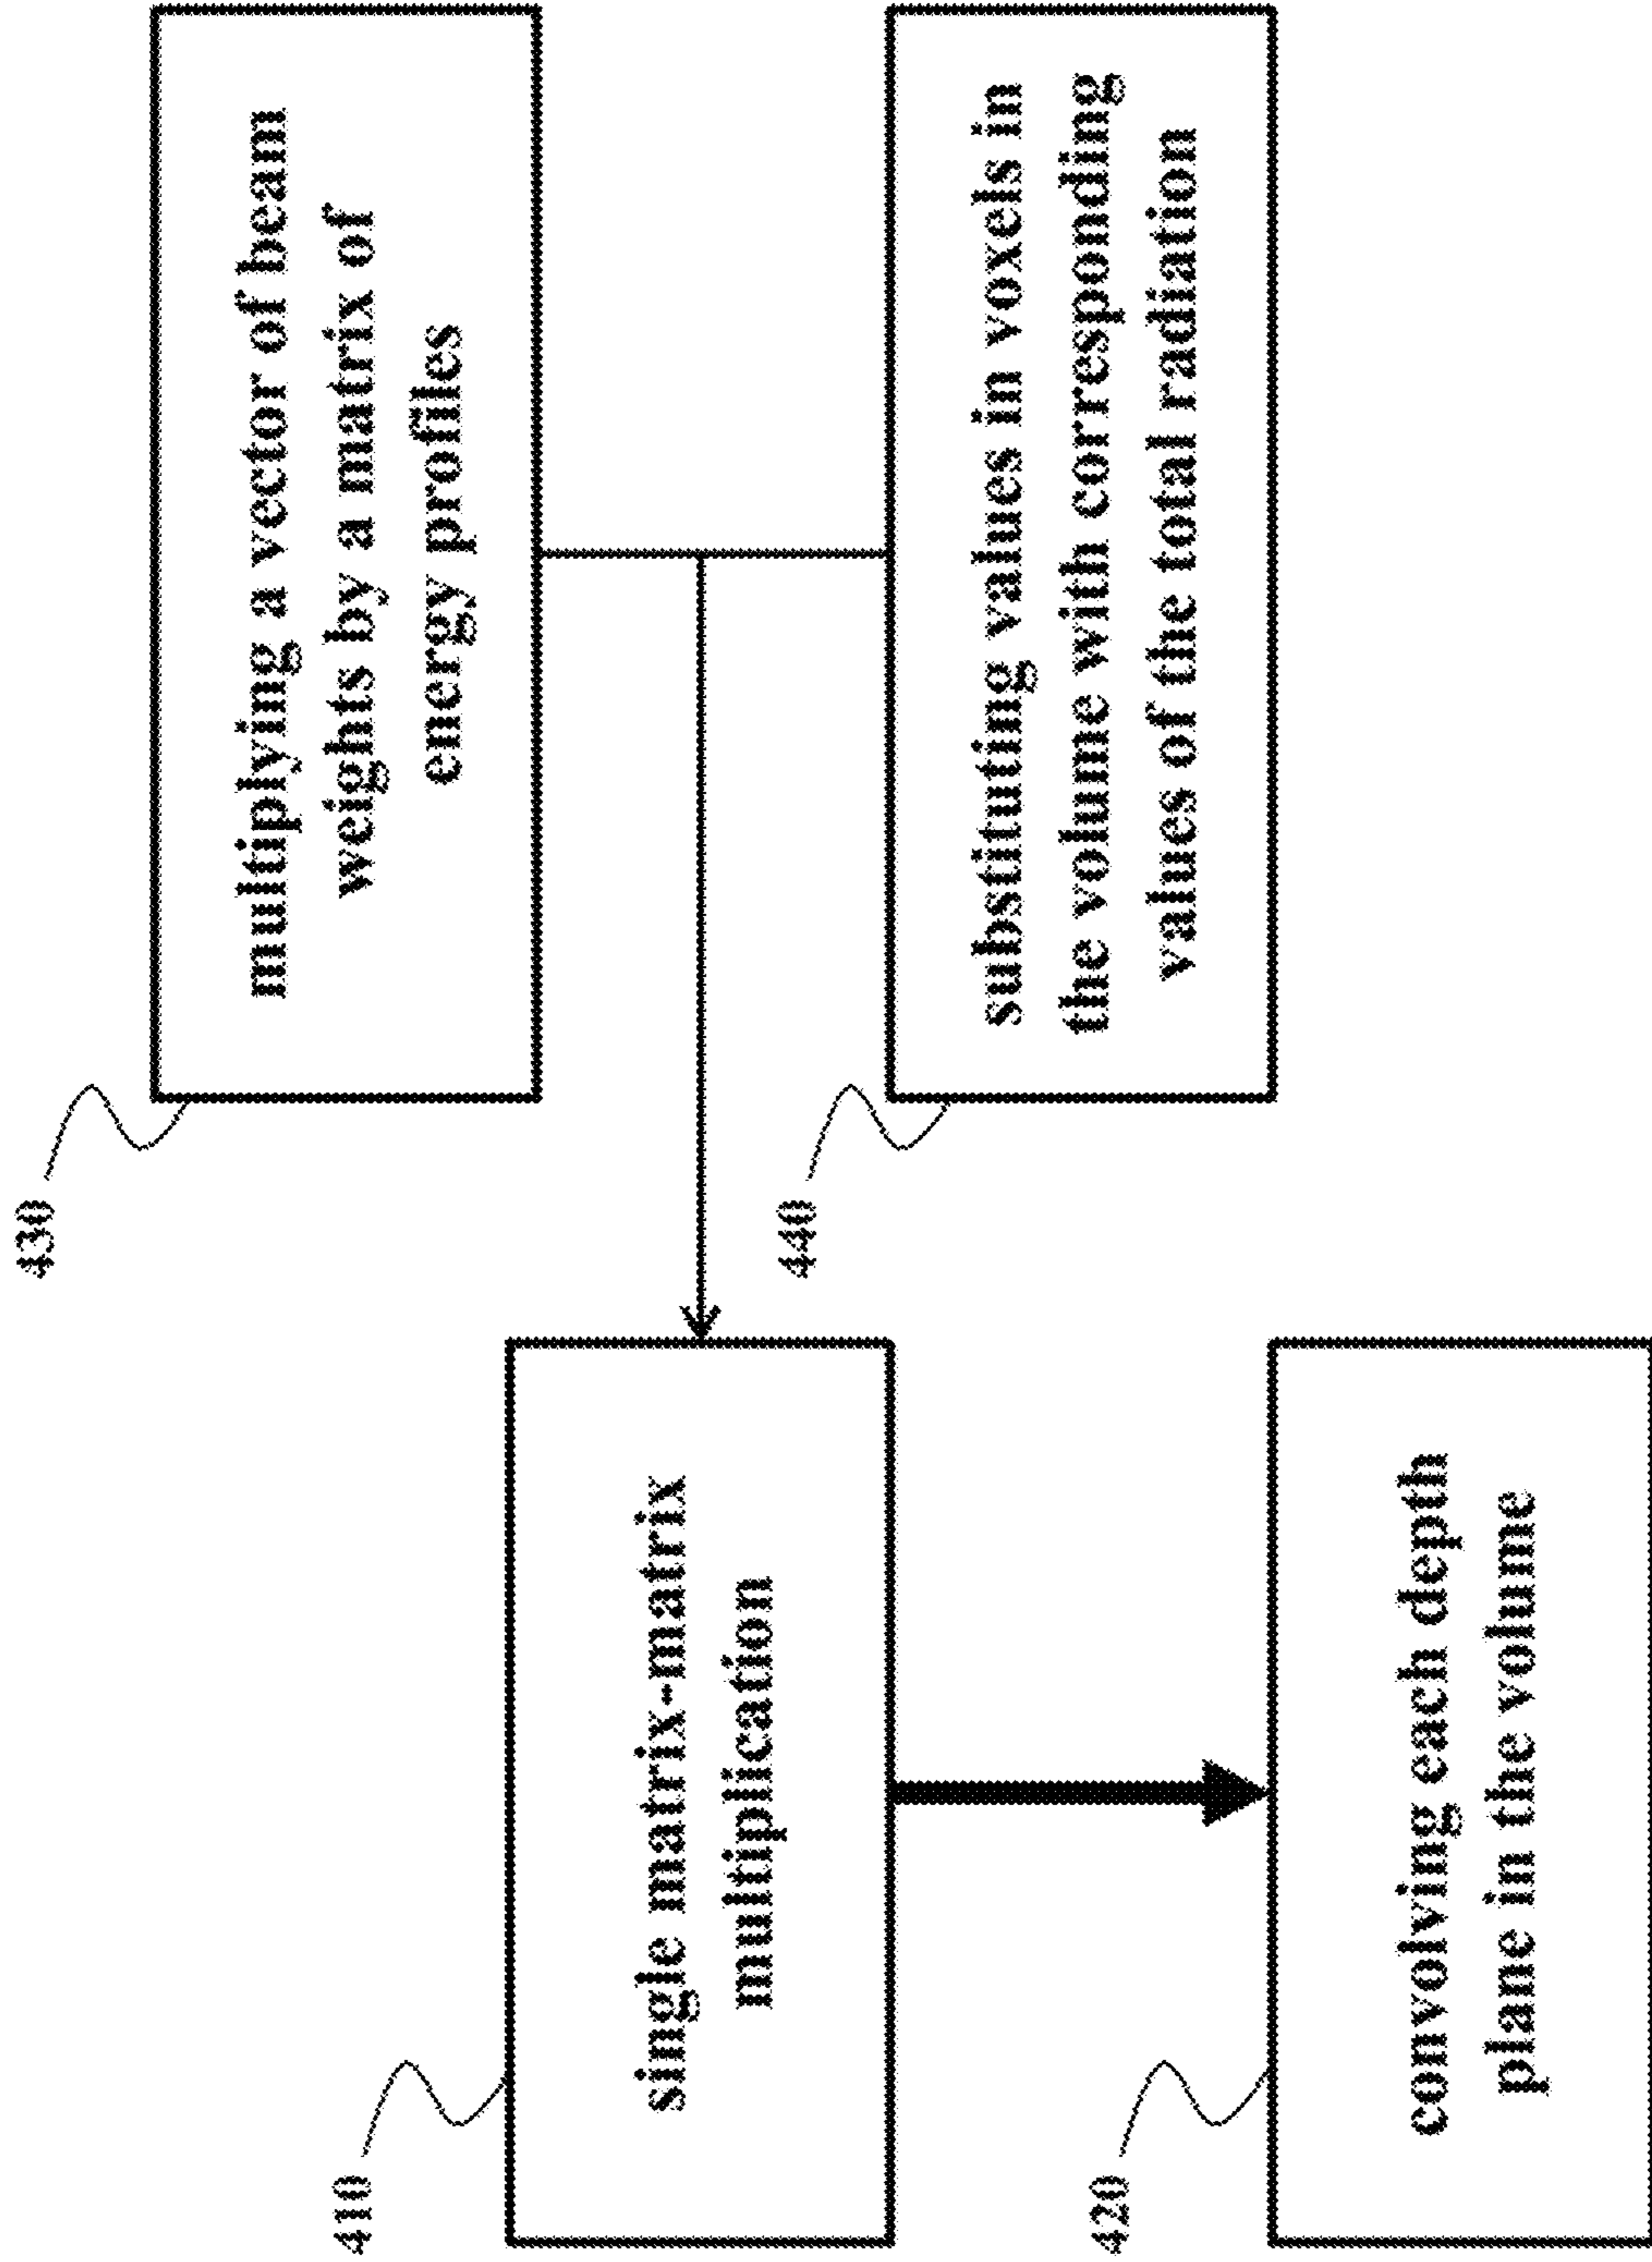 410
single matrix-matrix
multiplication
420
convolving each depth
plane in the volume
430
multiplying a vector of beam
weights by a matrix of
energy profiles
440
substituting values in voxels in
the volume with corresponding
values of the total radiation